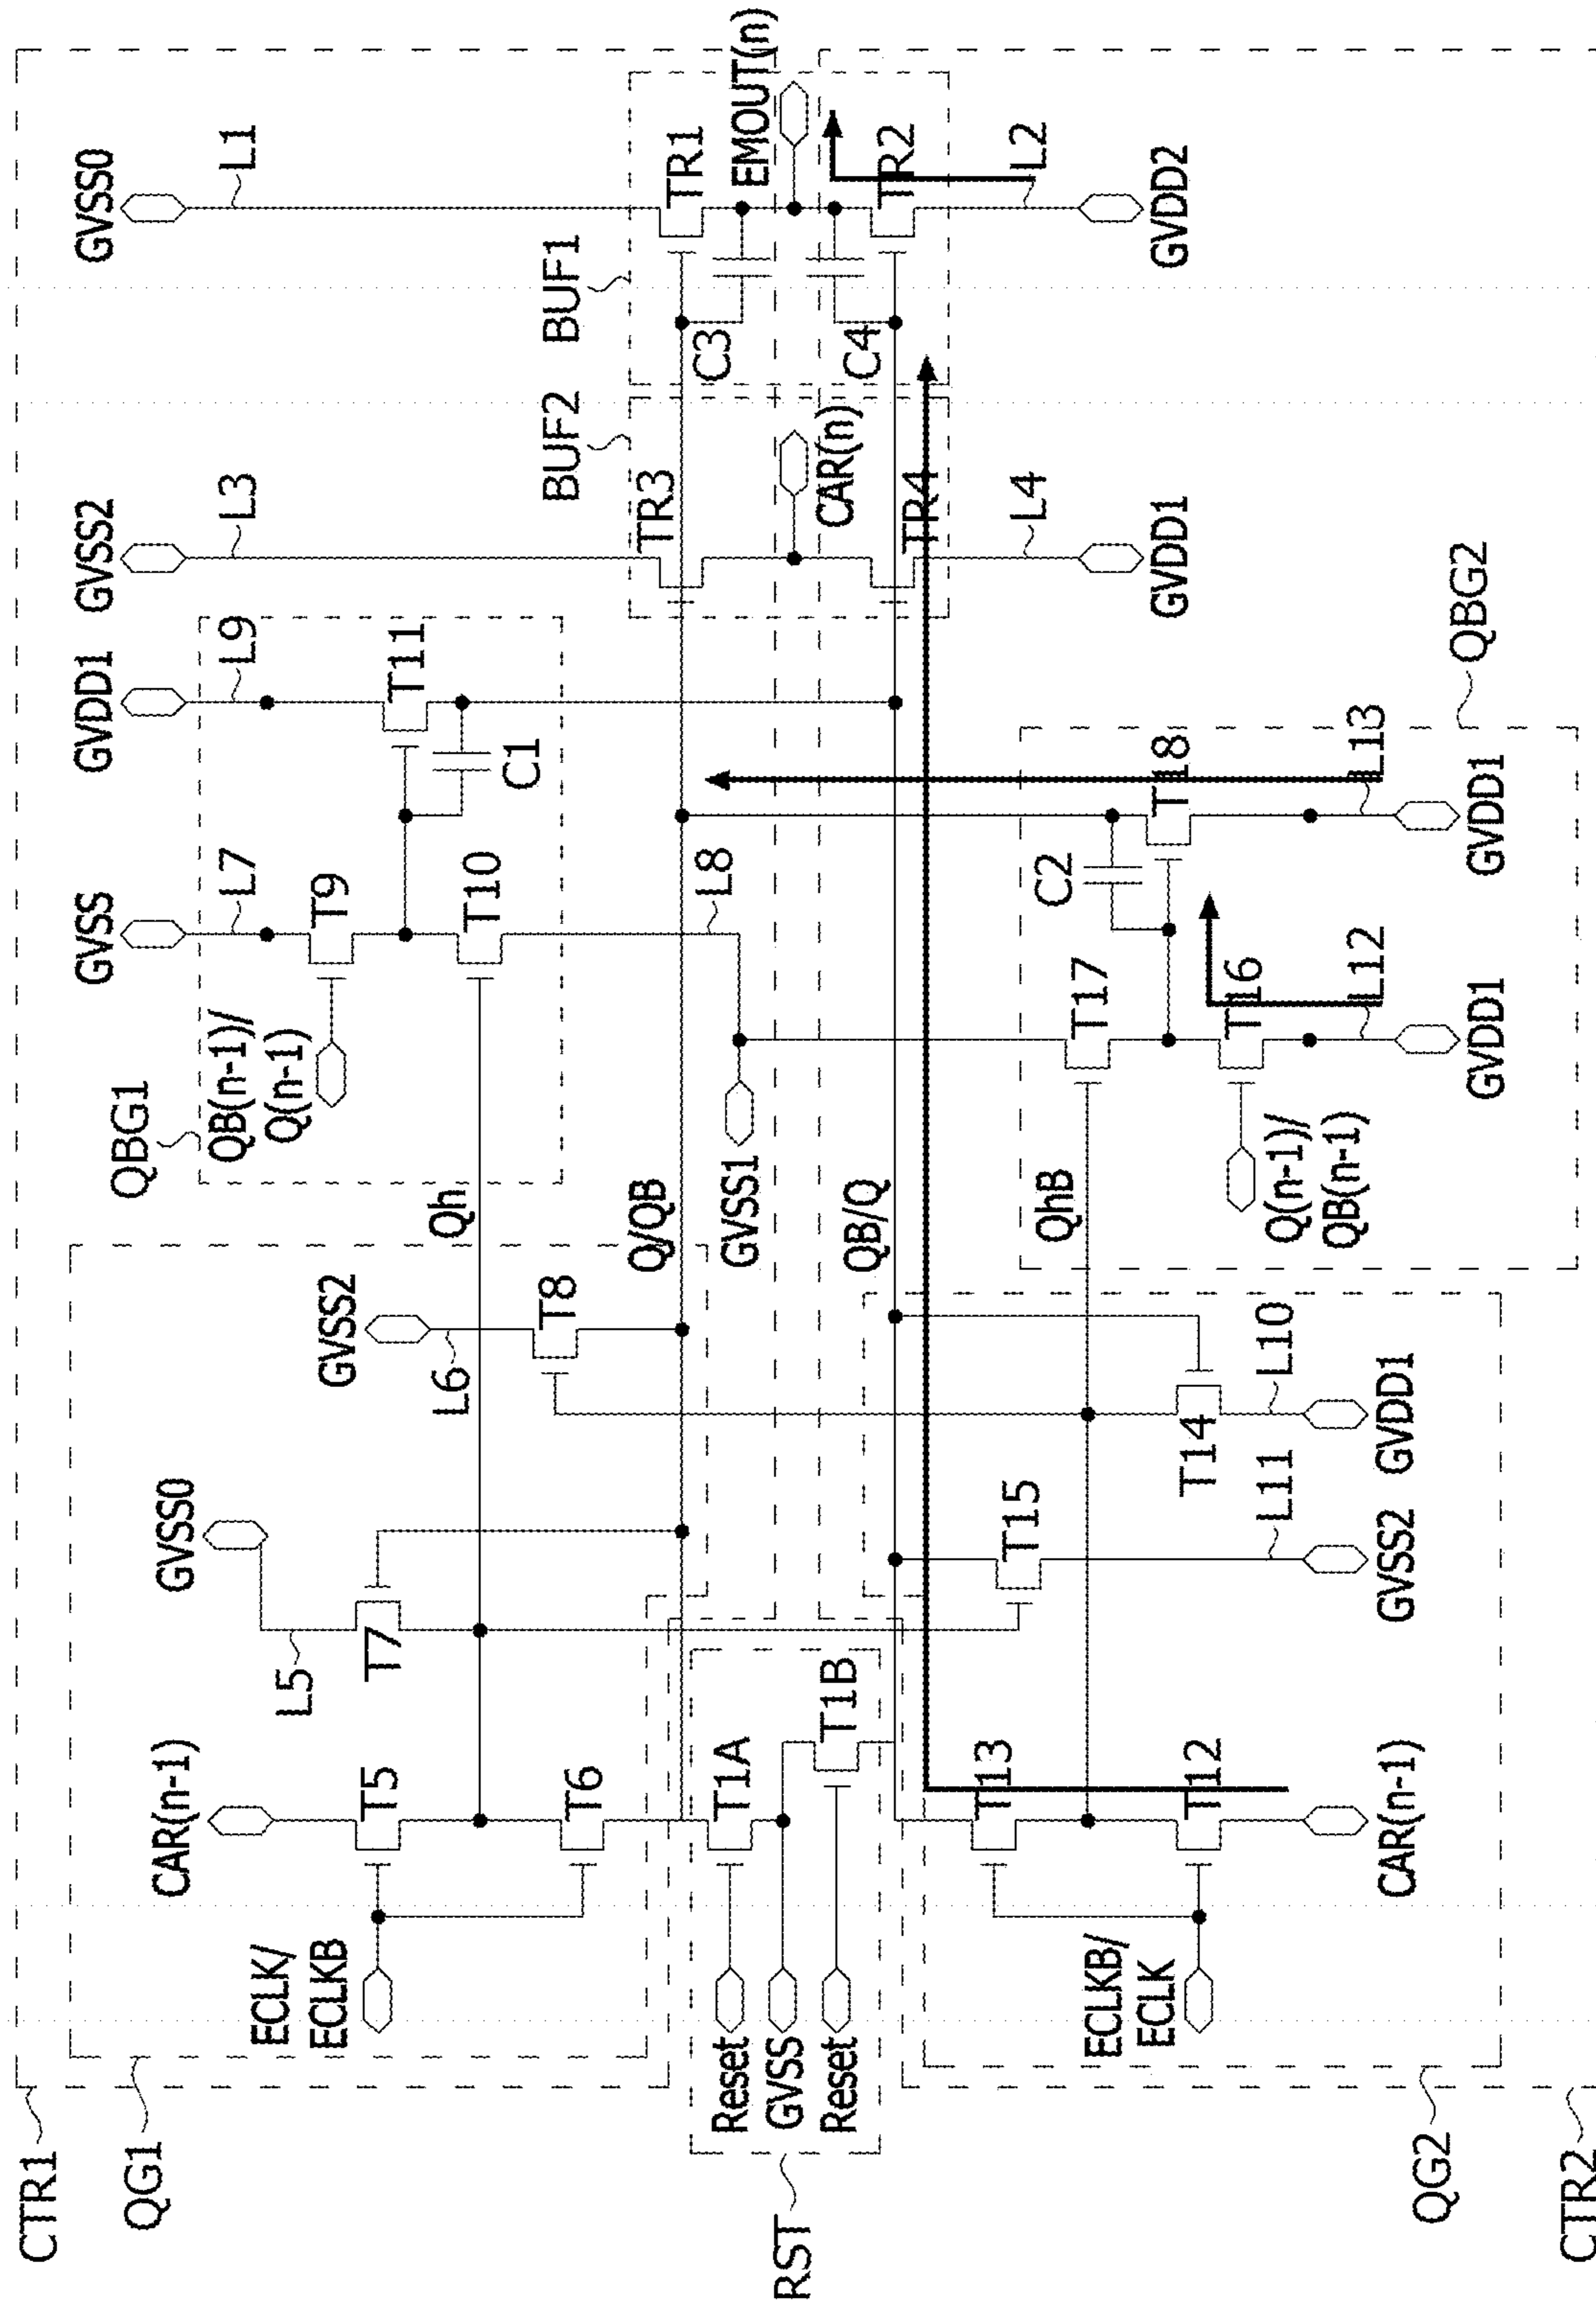 GVSS0
L1
GVSS2
L3
GVDD1
L9
GVSS
L7
T9
T10
T11
C1
QB(n-1)/
Q(n-1)
QBG1
BUF2
BUF1
TR3
TR1
EMOUT(n)
C3
C4
CAR(n)
TR4
TR2
L4
L2
GVDD1
GVDD2
CTR1
QG1
CAR(n-1)
T5
T6
ECLK/
ECLKB
GVSS0
L5
T7
GVSS2
L6
T8
Qh
Q/QB
L8
GVSS1
QB/Q
QhB
RST
Reset
GVSS
Reset
T1A
T1B
T13
T12
ECLKB/
ECLK
CAR(n-1)
T15
L11
GVSS2
T14
L10
GVDD1
T17
T16
Q(n-1)/
QB(n-1)
C2
T18
L12
GVDD1
L13
GVDD1
QBG2
QG2
CTR2